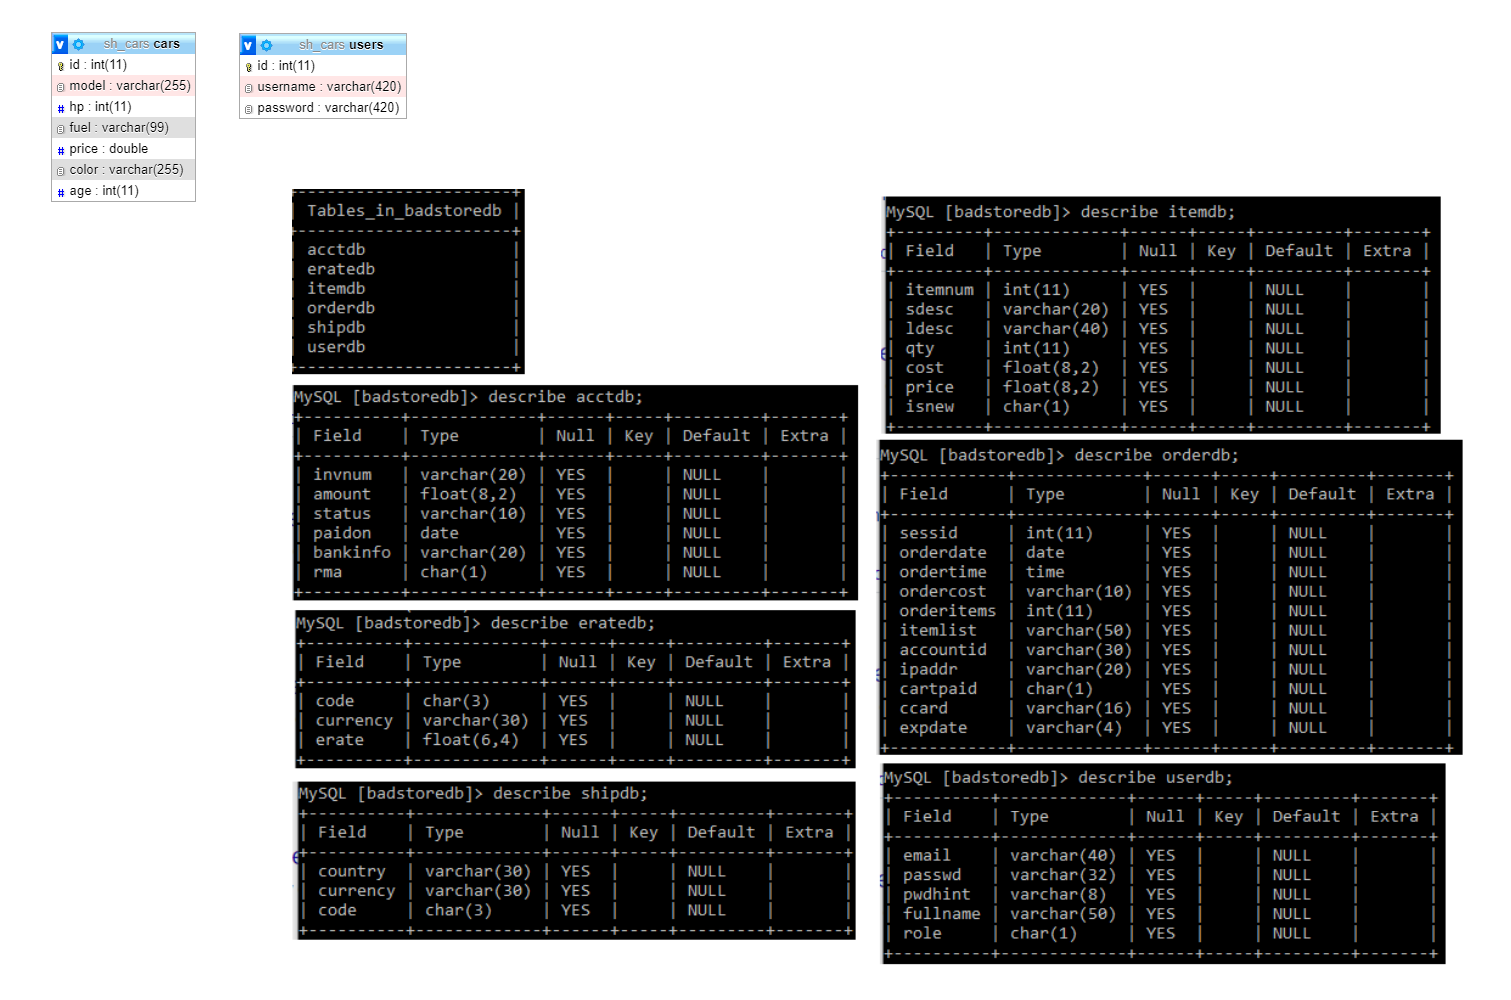 sh_cars cars
id : int(11)
model : varchar(255)
hp : int(11)
fuel : varchar(99)
price : double
color : varchar(255)
age : int(11)
sh_cars users
id : int(11)
username : varchar(420)
password : varchar(420)
Tables_in_badstoredb
acctdb
eratedb
itemdb
orderdb
shipdb
userdb
MySQL [badstoredb]> describe acctdb;
| Field | Type | Null | Key | Default | Extra |
| invnum | varchar(20) | YES | | NULL | |
| amount | float(8,2) | YES | | NULL | |
| status | varchar(10) | YES | | NULL | |
| paidon | date | YES | | NULL | |
| bankinfo | varchar(20) | YES | | NULL | |
| rma | char(1) | YES | | NULL | |
MySQL [badstoredb]> describe eratedb;
| Field | Type | Null | Key | Default | Extra |
| code | char(3) | YES | | NULL | |
| currency | varchar(30) | YES | | NULL | |
| erate | float(6,4) | YES | | NULL | |
MySQL [badstoredb]> describe shipdb;
| Field | Type | Null | Key | Default | Extra |
| country | varchar(30) | YES | | NULL | |
| currency | varchar(30) | YES | | NULL | |
| code | char(3) | YES | | NULL | |
MySQL [badstoredb]> describe itemdb;
| Field | Type | Null | Key | Default | Extra |
| itemnum | int(11) | YES | | NULL | |
| sdesc | varchar(20) | YES | | NULL | |
| ldesc | varchar(40) | YES | | NULL | |
| qty | int(11) | YES | | NULL | |
| cost | float(8,2) | YES | | NULL | |
| price | float(8,2) | YES | | NULL | |
| isnew | char(1) | YES | | NULL | |
MySQL [badstoredb]> describe orderdb;
| Field | Type | Null | Key | Default | Extra |
| sessid | int(11) | YES | | NULL | |
| orderdate | date | YES | | NULL | |
| ordertime | time | YES | | NULL | |
| ordercost | varchar(10) | YES | | NULL | |
| orderitems | int(11) | YES | | NULL | |
| itemlist | varchar(50) | YES | | NULL | |
| accountid | varchar(30) | YES | | NULL | |
| ipaddr | varchar(20) | YES | | NULL | |
| cartpaid | char(1) | YES | | NULL | |
| ccard | varchar(16) | YES | | NULL | |
| expdate | varchar(4) | YES | | NULL | |
MySQL [badstoredb]> describe userdb;
| Field | Type | Null | Key | Default | Extra |
| email | varchar(40) | YES | | NULL | |
| passwd | varchar(32) | YES | | NULL | |
| pwdhint | varchar(8) | YES | | NULL | |
| fullname | varchar(50) | YES | | NULL | |
| role | char(1) | YES | | NULL | |